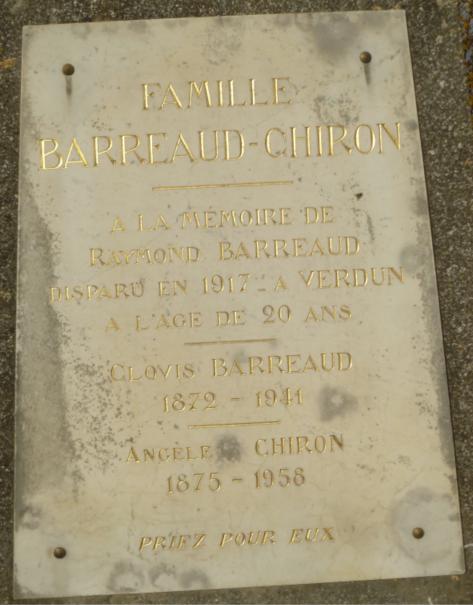 FAMILLE
BARREAUD-CHIRON
A LA MÉMOIRE DE
RAYMOND BARREAUD
DISPARU EN 1917 - A VERDUN
A L'AGE DE 20 ANS
CLOVIS BARREAUD
1872 - 1941
ANGELE CHIRON
1875 - 1958
PRIEZ POUR EUX